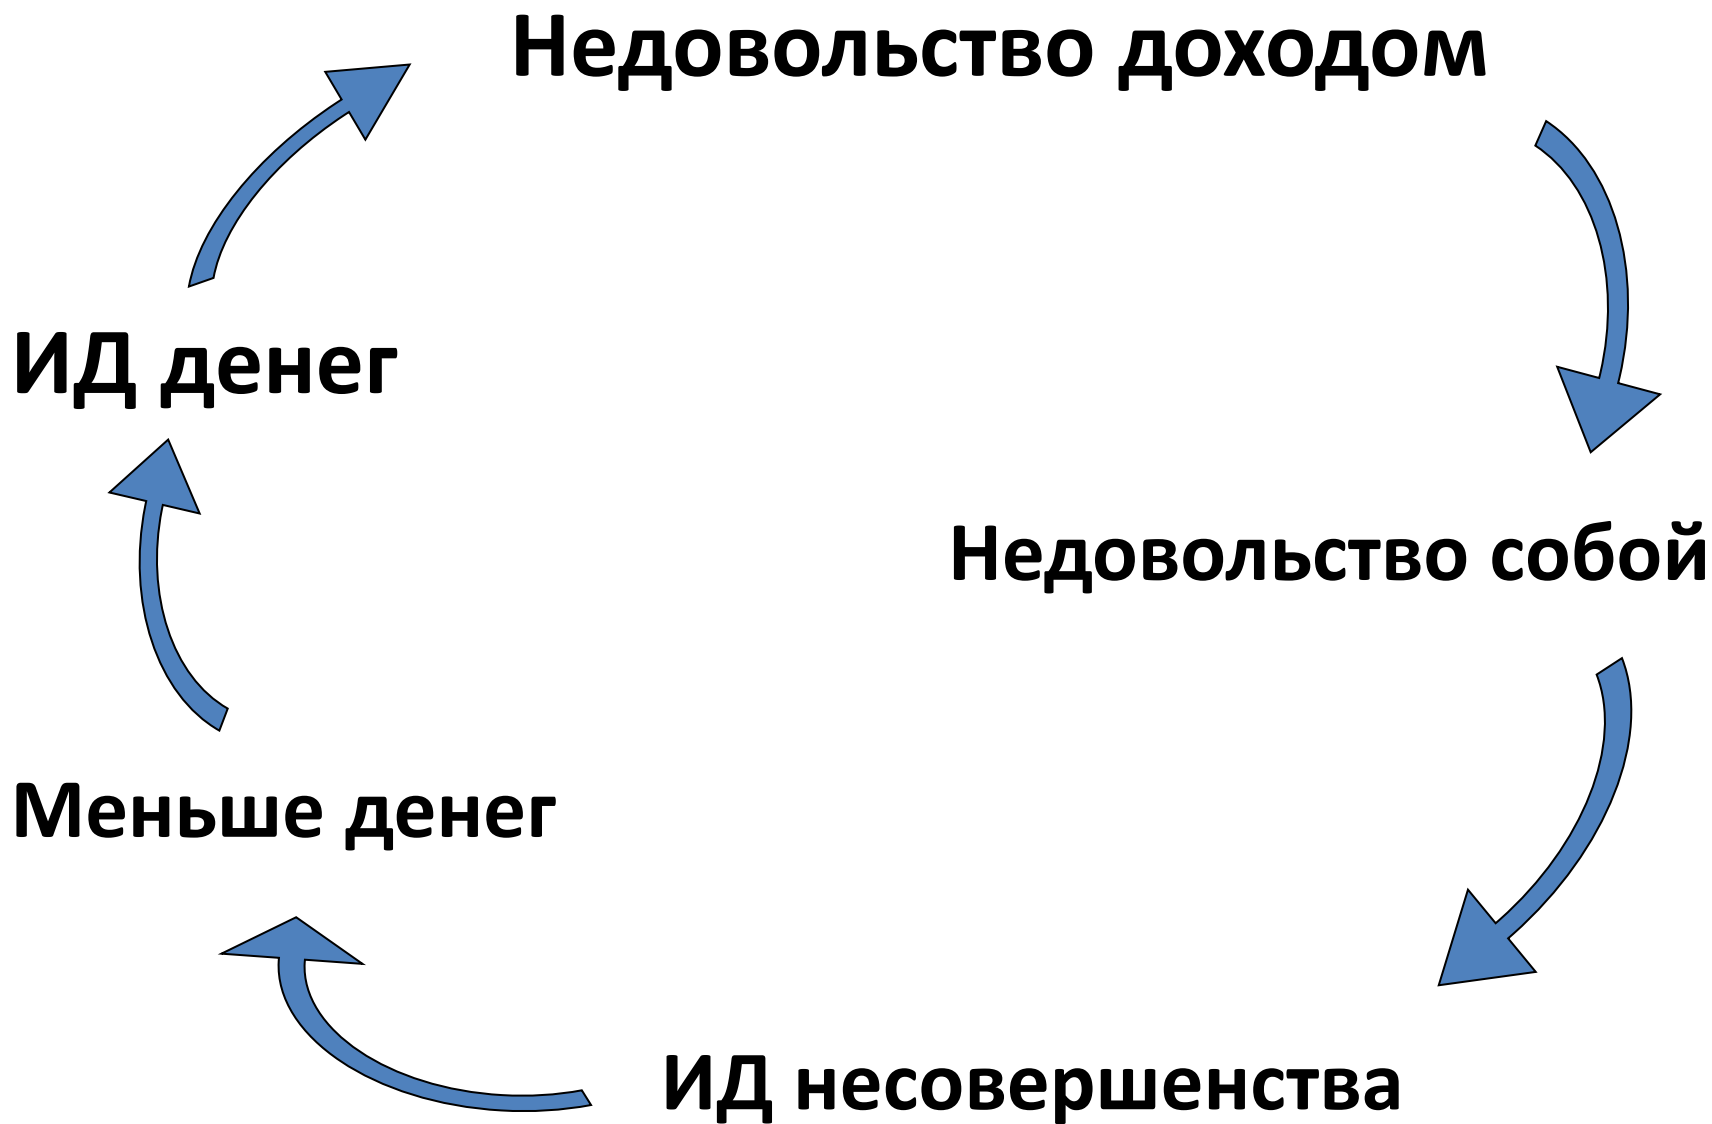 Недовольство доходом
ИД денег
Недовольство собой
Меньше денег
ИД несовершенства